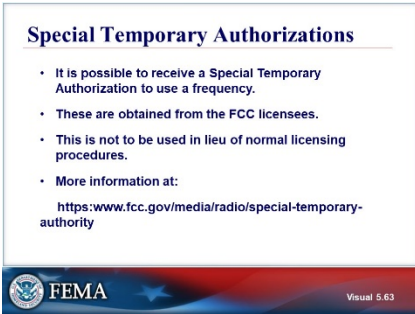 Special Temporary Authorizations
• It is possible to receive a Special Temporary
Authorization to use a frequency.
• These are obtained from the FCC licensees.
• This is not to be used in lieu of normal licensing
procedures.
• More information at:
https:www.fcc.gov/media/radio/special-temporary-
authority
FEMA
Visual 5.63